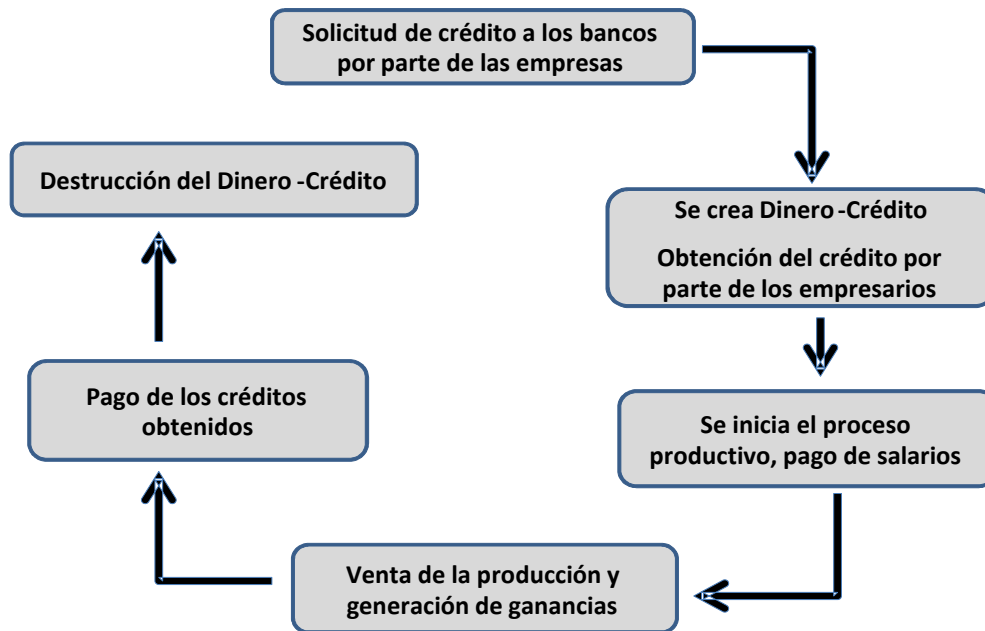 Solicitud de crédito a los bancos
por parte de las empresas
Se crea Dinero -Crédito
Obtención del crédito por
parte de los empresarios
Se inicia el proceso
productivo, pago de salarios
Venta de la producción y
generación de ganancias
Pago de los créditos
obtenidos
Destrucción del Dinero -Crédito